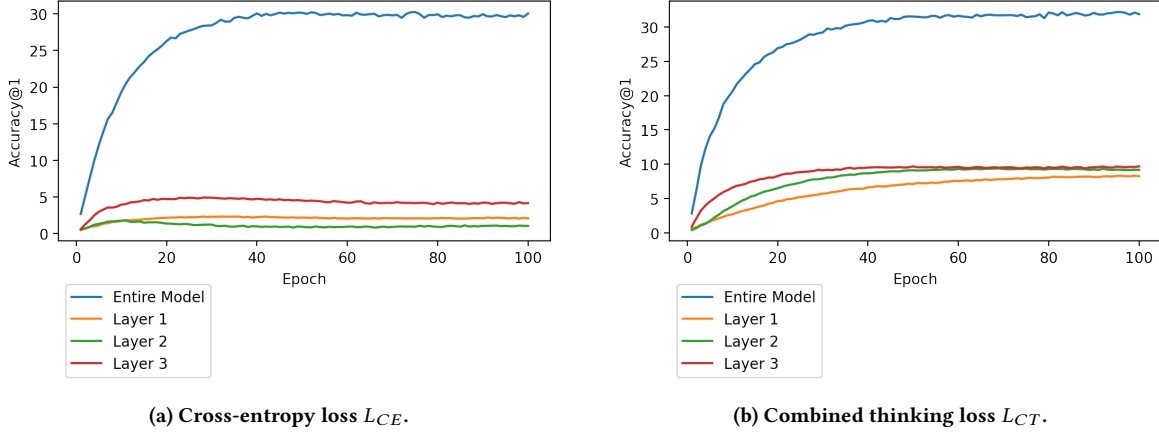 30
25
20
15
10
5
0
Accuracy@1
0 20 40 60 80 100
Epoch
Entire Model
Layer 1
Layer 2
Layer 3
(a) Cross-entropy loss L_CE.
30
25
20
15
10
5
0
Accuracy@1
0 20 40 60 80 100
Epoch
Entire Model
Layer 1
Layer 2
Layer 3
(b) Combined thinking loss L_CT.